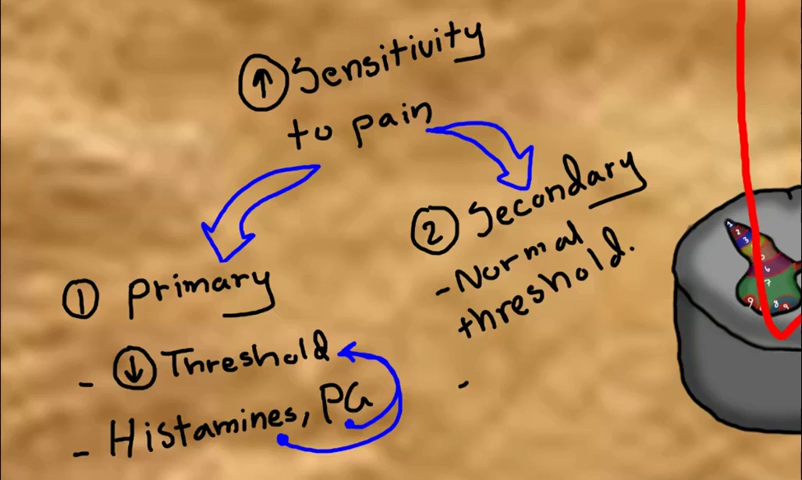 ↑ Sensitivity
to pain
① Primary
- ↓ Threshold
- Histamines, PG
② Secondary
- Normal
threshold.
-